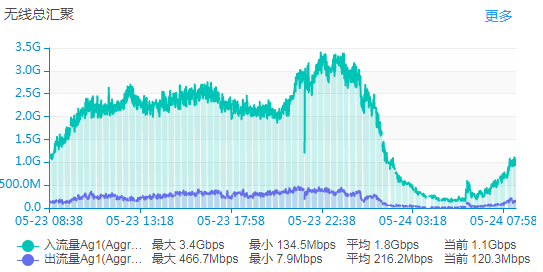 无线总汇聚 更多
3.5G
3.0G
2.5G
2.0G
1.5G
1.0G
500.0M
0.0
05-23 08:38 05-23 13:18 05-23 17:58 05-23 22:38 05-24 03:18 05-24 07:58
入流量Ag1(Aggr... 最大 3.4Gbps 最小 134.5Mbps 平均 1.8Gbps 当前 1.1Gbps
出流量Ag1(Aggr... 最大 466.7Mbps 最小 7.9Mbps 平均 216.2Mbps 当前 120.3Mbps